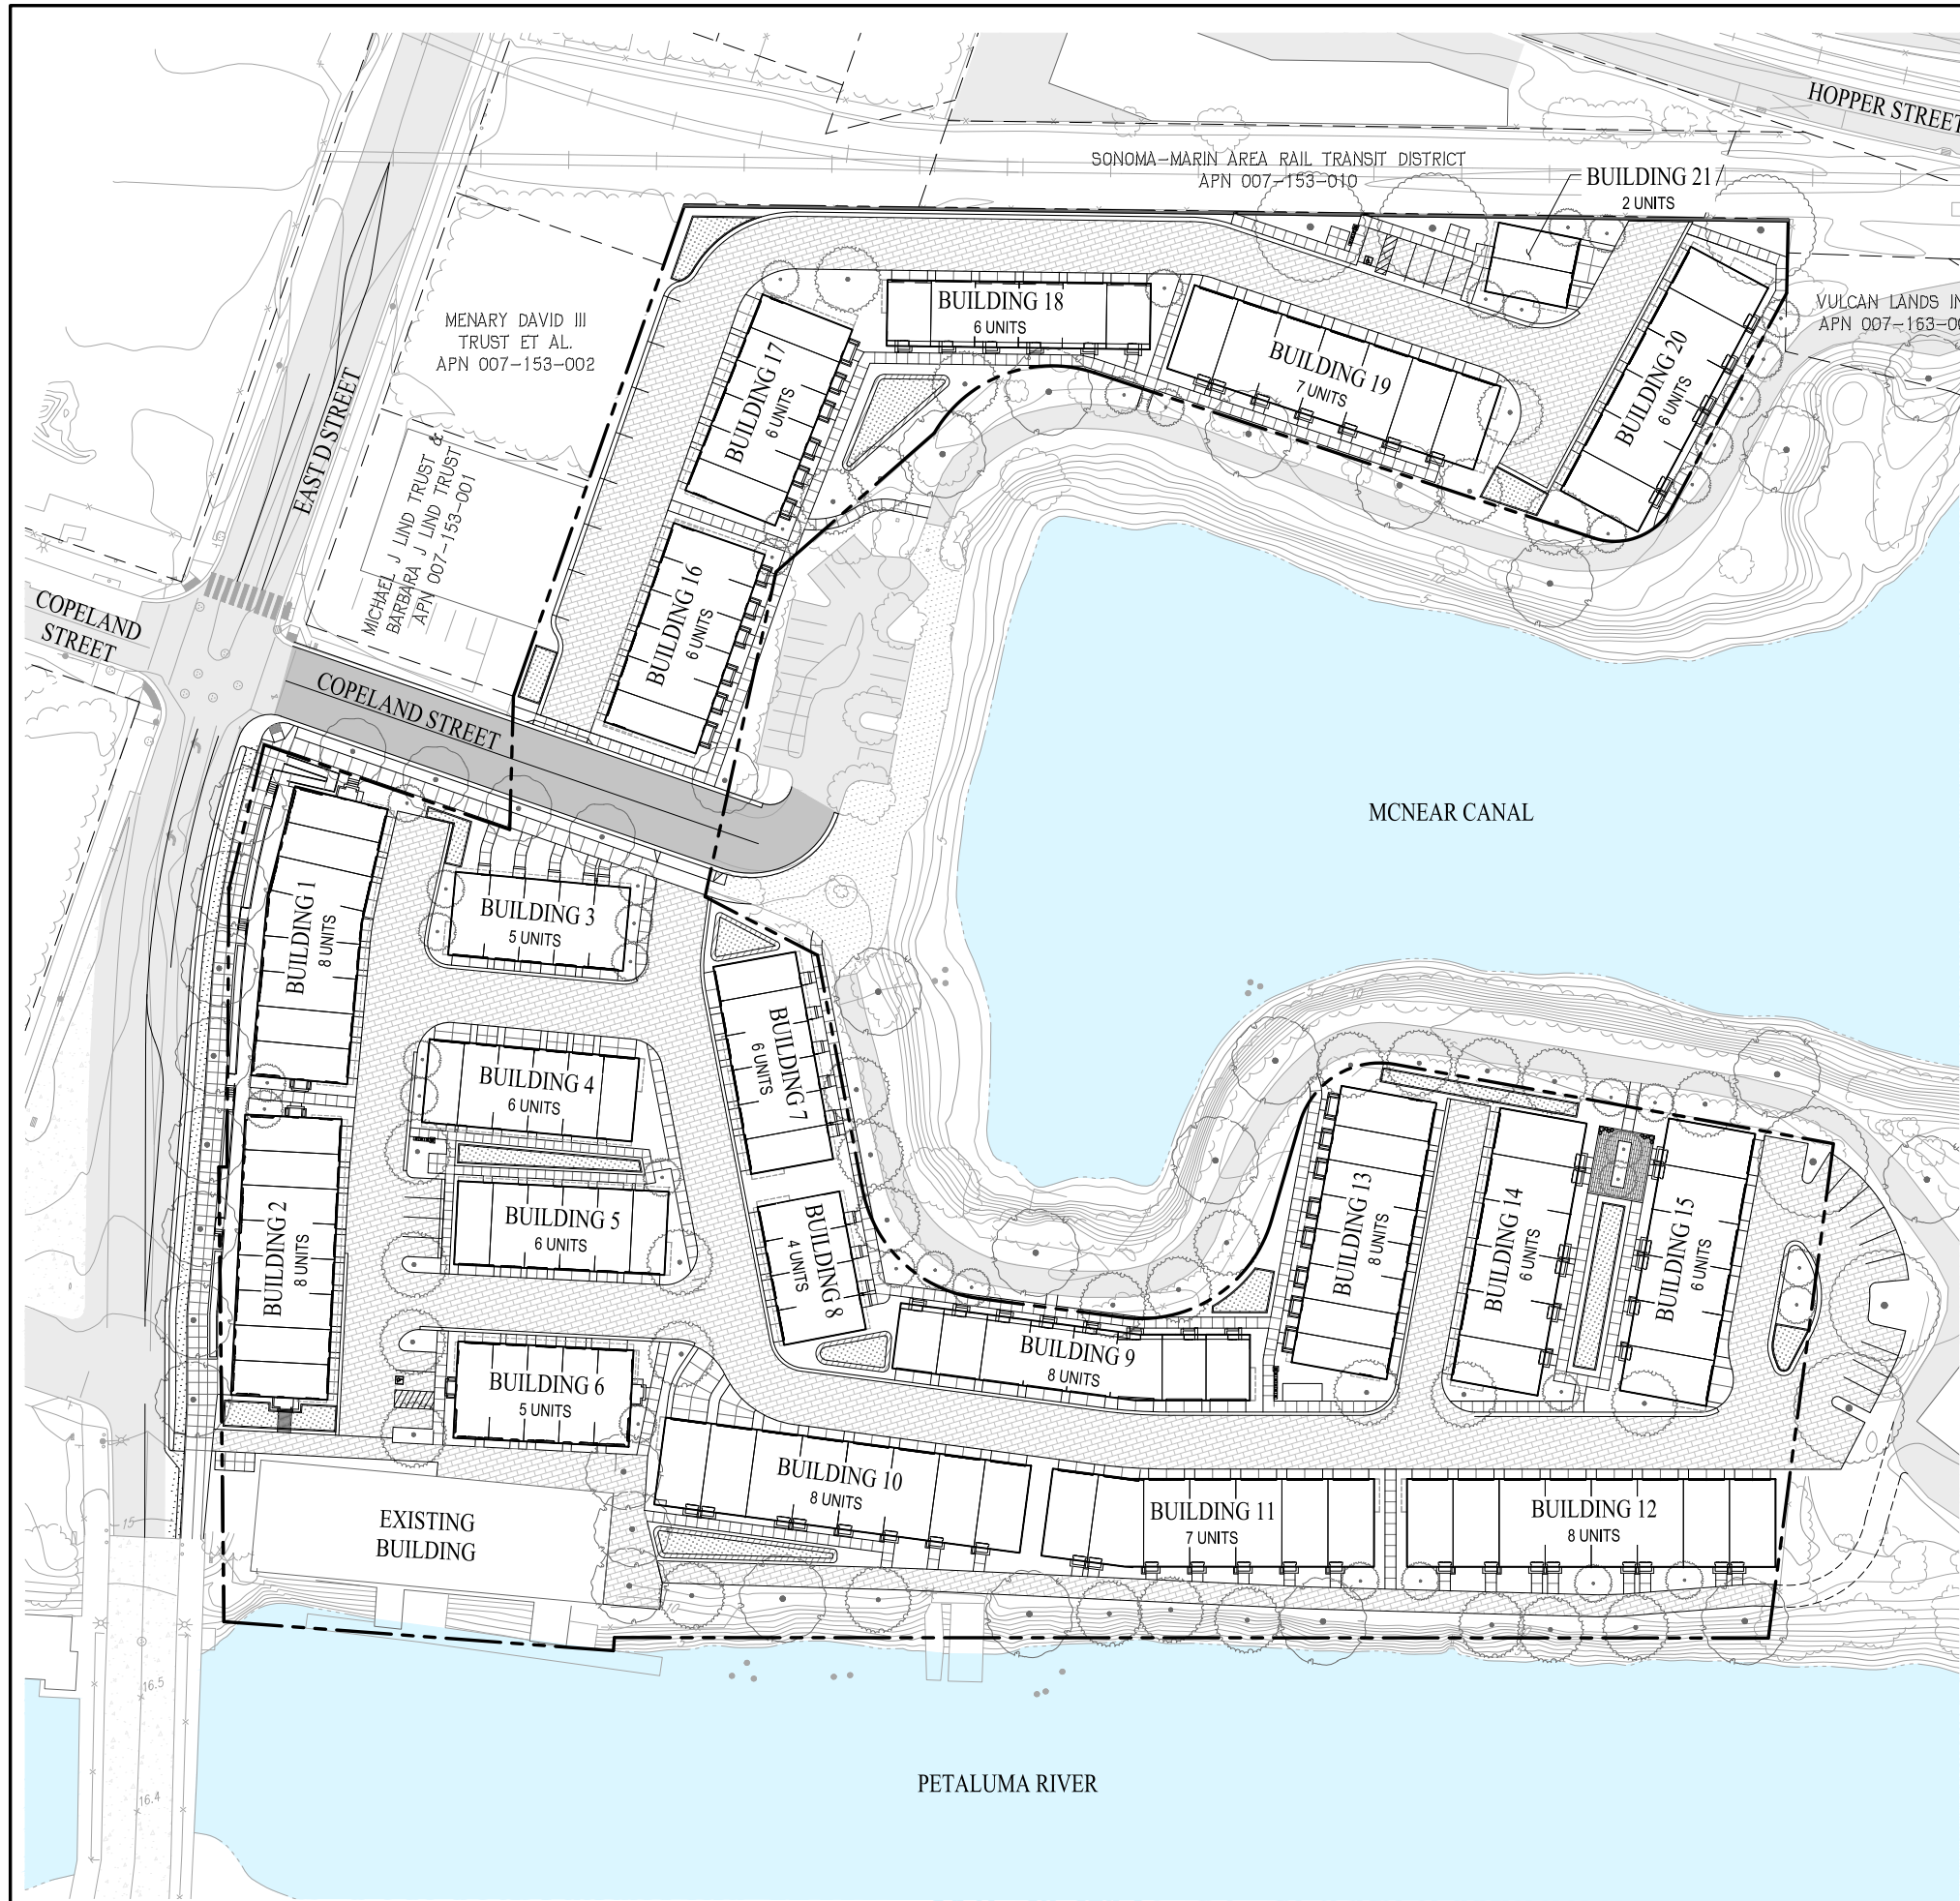 HOPPER STREET
SONOMA-MARIN AREA RAIL TRANSIT DISTRICT
APN 007-153-010
BUILDING 21
2 UNITS
MENARY DAVID III
TRUST ET AL.
APN 007-153-002
BUILDING 18
6 UNITS
BUILDING 17
6 UNITS
BUILDING 19
7 UNITS
BUILDING 20
6 UNITS
VULCAN LANDS IN
APN 007-163-00
EAST D STREET
MICHAEL J LIND TRUST &
BARBARA J LIND TRUST
APN 007-153-001
BUILDING 16
6 UNITS
COPELAND
STREET
COPELAND STREET
MCNEAR CANAL
BUILDING 1
8 UNITS
BUILDING 3
5 UNITS
BUILDING 7
6 UNITS
5
10
BUILDING 4
6 UNITS
BUILDING 2
8 UNITS
BUILDING 5
6 UNITS
BUILDING 8
4 UNITS
BUILDING 13
8 UNITS
BUILDING 14
6 UNITS
BUILDING 15
6 UNITS
BUILDING 6
5 UNITS
BUILDING 9
8 UNITS
BUILDING 10
8 UNITS
BUILDING 11
7 UNITS
BUILDING 12
8 UNITS
15
EXISTING
BUILDING
10
16.5
16.4
PETALUMA RIVER